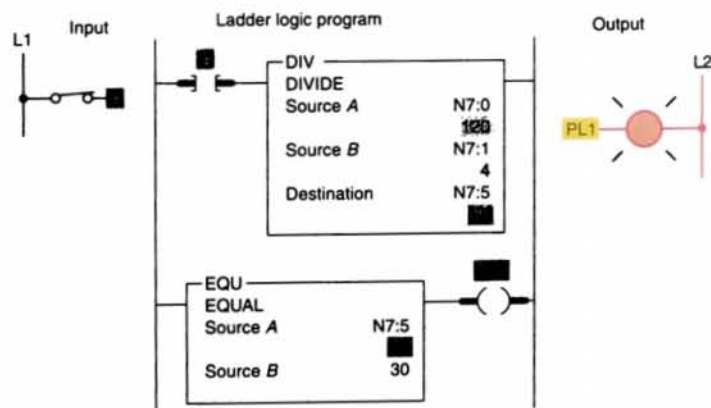 Ladder logic program
Input
Output
L1
L2
DIV
DIVIDE
Source A N7:0
120
Source B N7:1
4
Destination N7:5
PL1
EQU
EQUAL
Source A N7:5
Source B 30